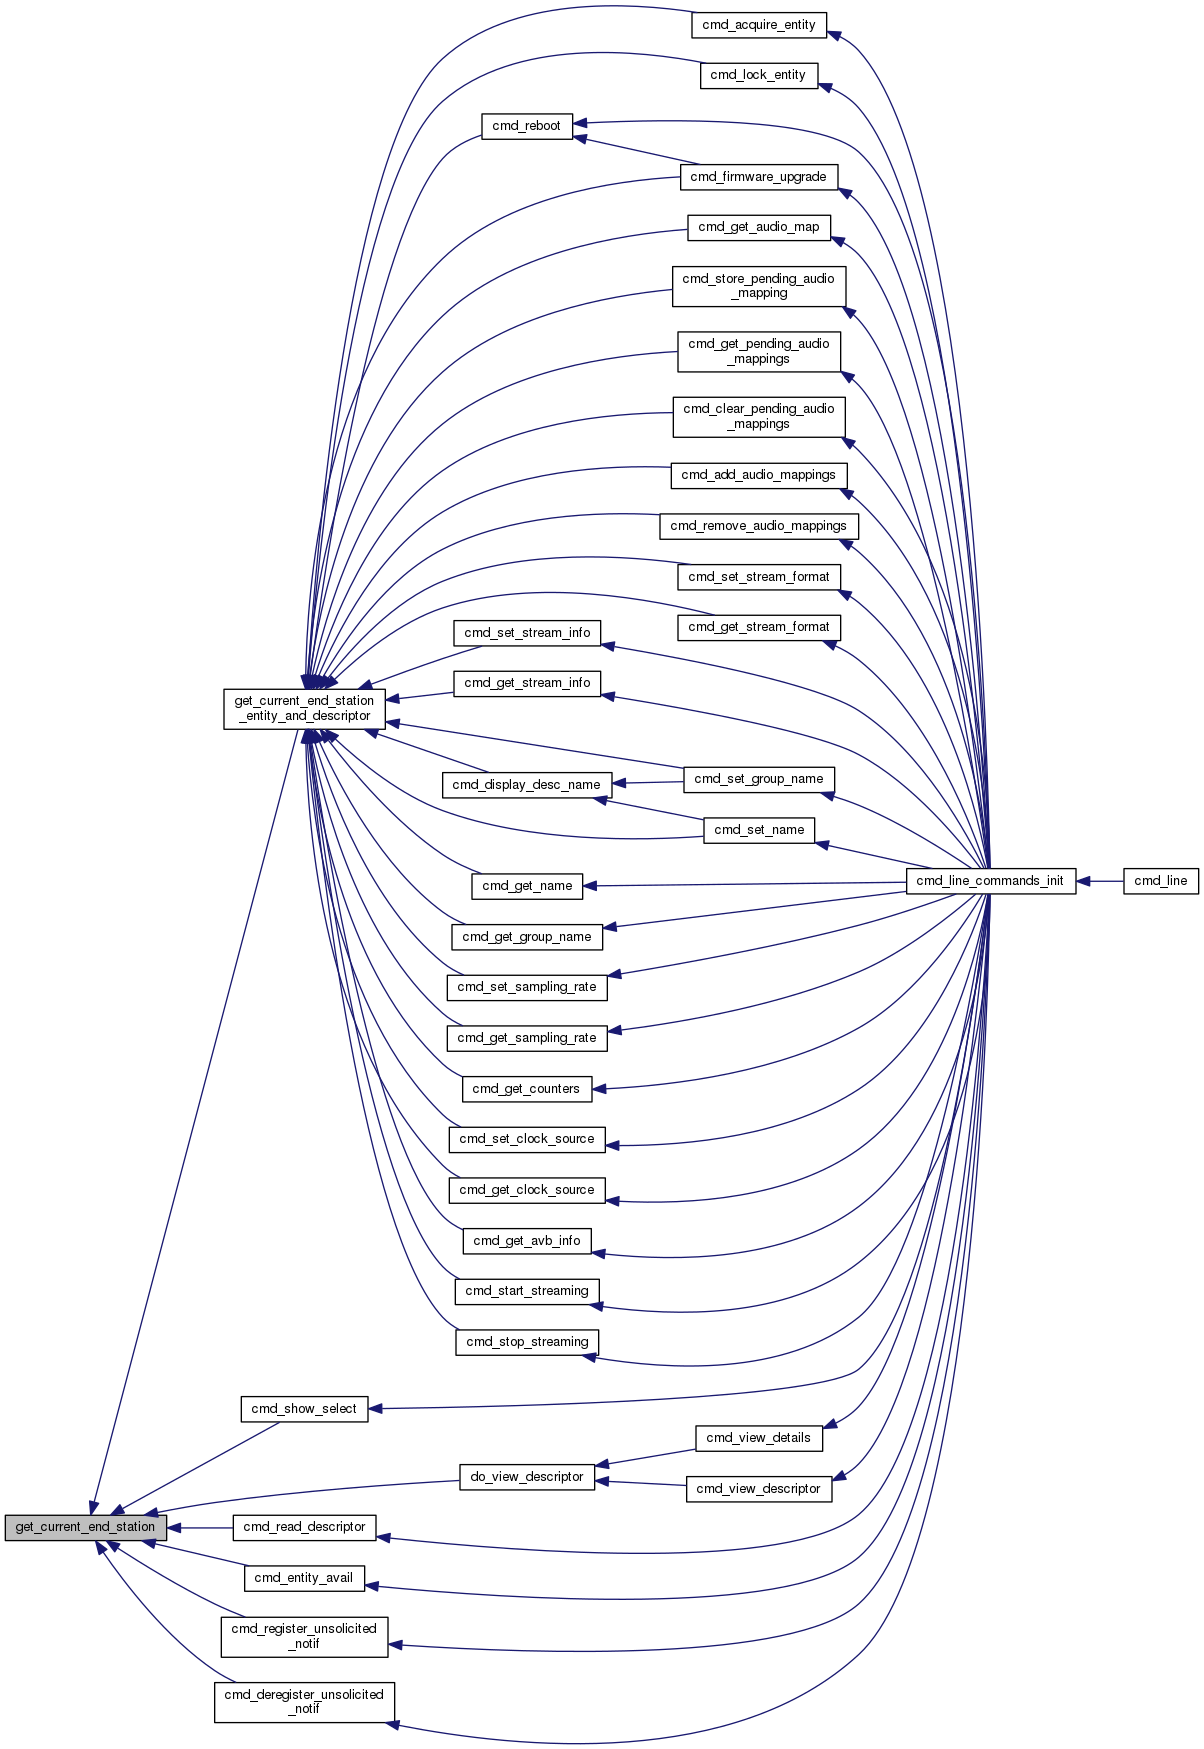 cmd_acquire_entity
cmd_lock_entity
cmd_reboot
cmd_firmware_upgrade
cmd_get_audio_map
cmd_store_pending_audio
_mapping
cmd_get_pending_audio
_mappings
cmd_clear_pending_audio
_mappings
cmd_add_audio_mappings
cmd_remove_audio_mappings
cmd_set_stream_format
cmd_get_stream_format
cmd_set_stream_info
cmd_get_stream_info
get_current_end_station
_entity_and_descriptor
cmd_set_group_name
cmd_display_desc_name
cmd_set_name
cmd_get_name
cmd_line_commands_init
cmd_line
cmd_get_group_name
cmd_set_sampling_rate
cmd_get_sampling_rate
cmd_get_counters
cmd_set_clock_source
cmd_get_clock_source
cmd_get_avb_info
cmd_start_streaming
cmd_stop_streaming
cmd_show_select
cmd_view_details
do_view_descriptor
cmd_view_descriptor
get_current_end_station
cmd_read_descriptor
cmd_entity_avail
cmd_register_unsolicited
_notif
cmd_deregister_unsolicited
_notif